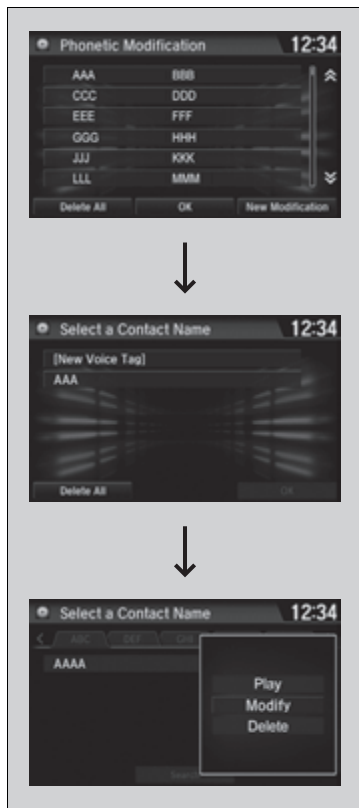 Phonetic Modification 12:34
AAA BBB
CCC DDD
EEE FFF
GGG HHH
JJJ KKK
LLL MMM
Delete All OK New Modification
Select a Contact Name 12:34
[New Voice Tag]
AAA
Delete All OK
Select a Contact Name 12:34
ABC DEF GHI
AAAA
Play
Modify
Delete
Search